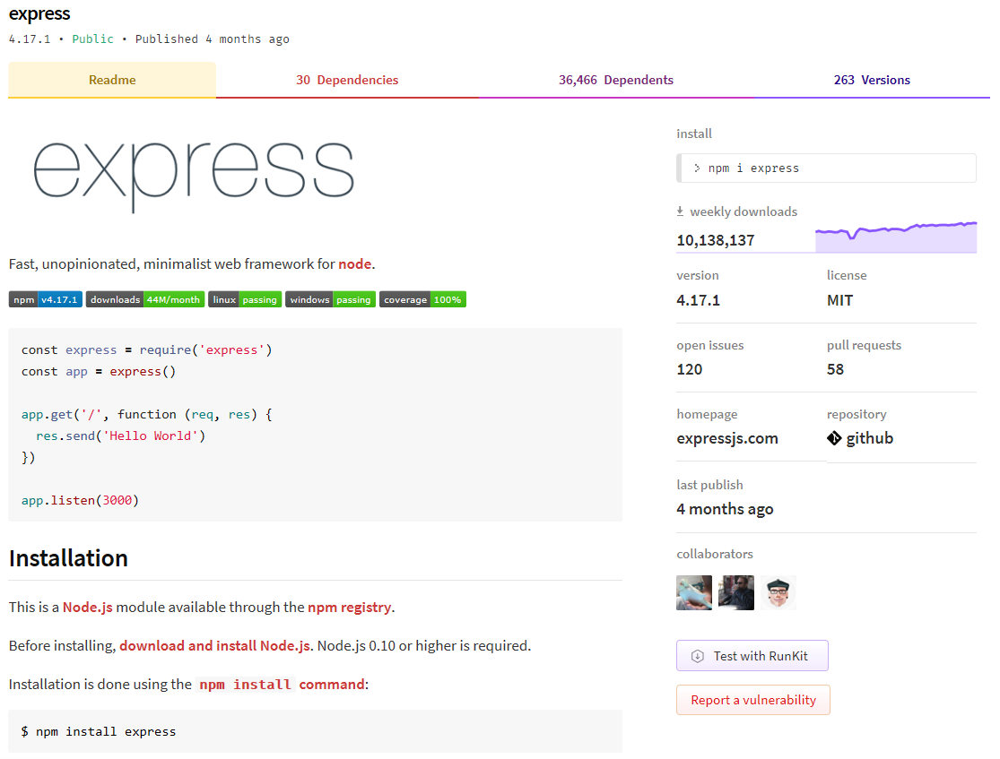 express
4.17.1 • Public • Published 4 months ago
Readme
30 Dependencies
36,466 Dependents
263 Versions
express
Fast, unopinionated, minimalist web framework for node.
npm v4.17.1 downloads 44M/month linux passing windows passing coverage 100%
const express = require('express')
const app = express()
app.get('/', function (req, res) {
  res.send('Hello World')
})
app.listen(3000)
Installation
This is a Node.js module available through the npm registry.
Before installing, download and install Node.js. Node.js 0.10 or higher is required.
Installation is done using the npm install command:
$ npm install express
install
> npm i express
weekly downloads
10,138,137
version
4.17.1
license
MIT
open issues
120
pull requests
58
homepage
expressjs.com
repository
github
last publish
4 months ago
collaborators
Test with RunKit
Report a vulnerability